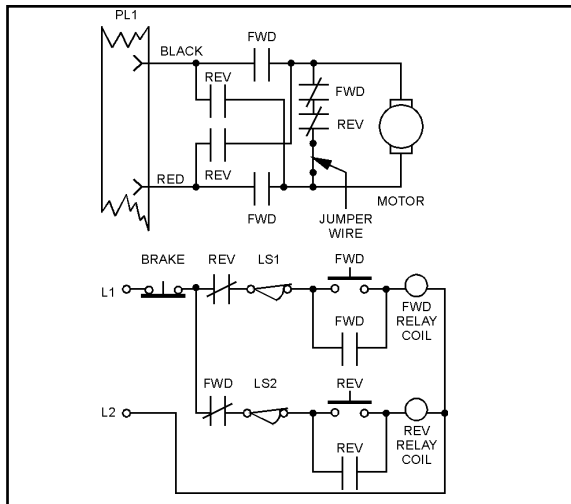 PL1
FWD
BLACK
REV
FWD
REV
REV
RED
MOTOR
FWD
JUMPER
WIRE
BRAKE REV LS1 FWD
L1
FWD
RELAY
COIL
FWD
FWD LS2 REV
L2
REV
RELAY
COIL
REV